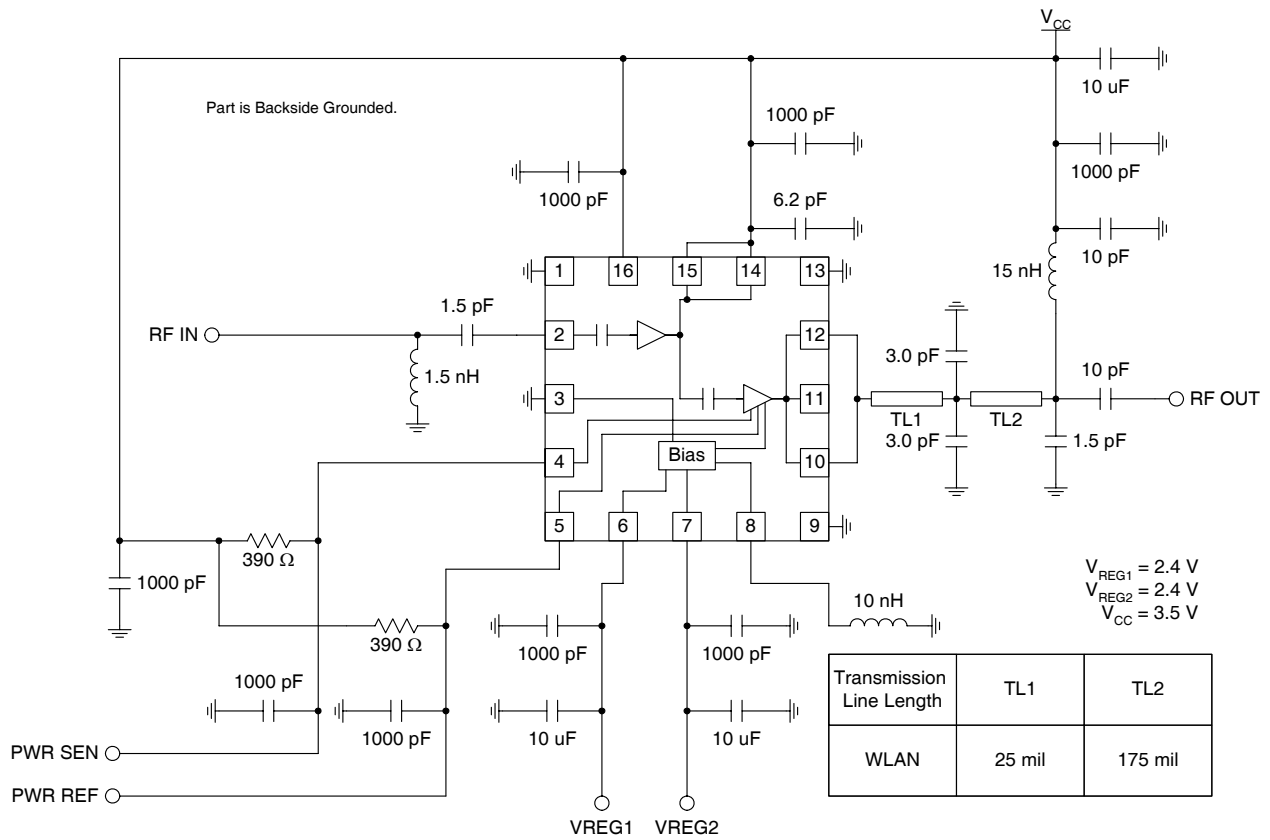 V_CC
10 uF
Part is Backside Grounded.
1000 pF
1000 pF
1000 pF
6.2 pF
10 pF
1
16
15
14
13
15 nH
1.5 pF
RF IN
2
12
3.0 pF
10 pF
1.5 nH
3
11
RF OUT
TL1
TL2
3.0 pF
1.5 pF
4
Bias
10
5
6
7
8
9
390 Ω
1000 pF
V_REG1 = 2.4 V
V_REG2 = 2.4 V
V_CC = 3.5 V
10 nH
390 Ω
1000 pF
1000 pF
1000 pF
1000 pF
10 uF
10 uF
Transmission Line Length TL1 TL2
WLAN 25 mil 175 mil
PWR SEN
PWR REF
VREG1 VREG2